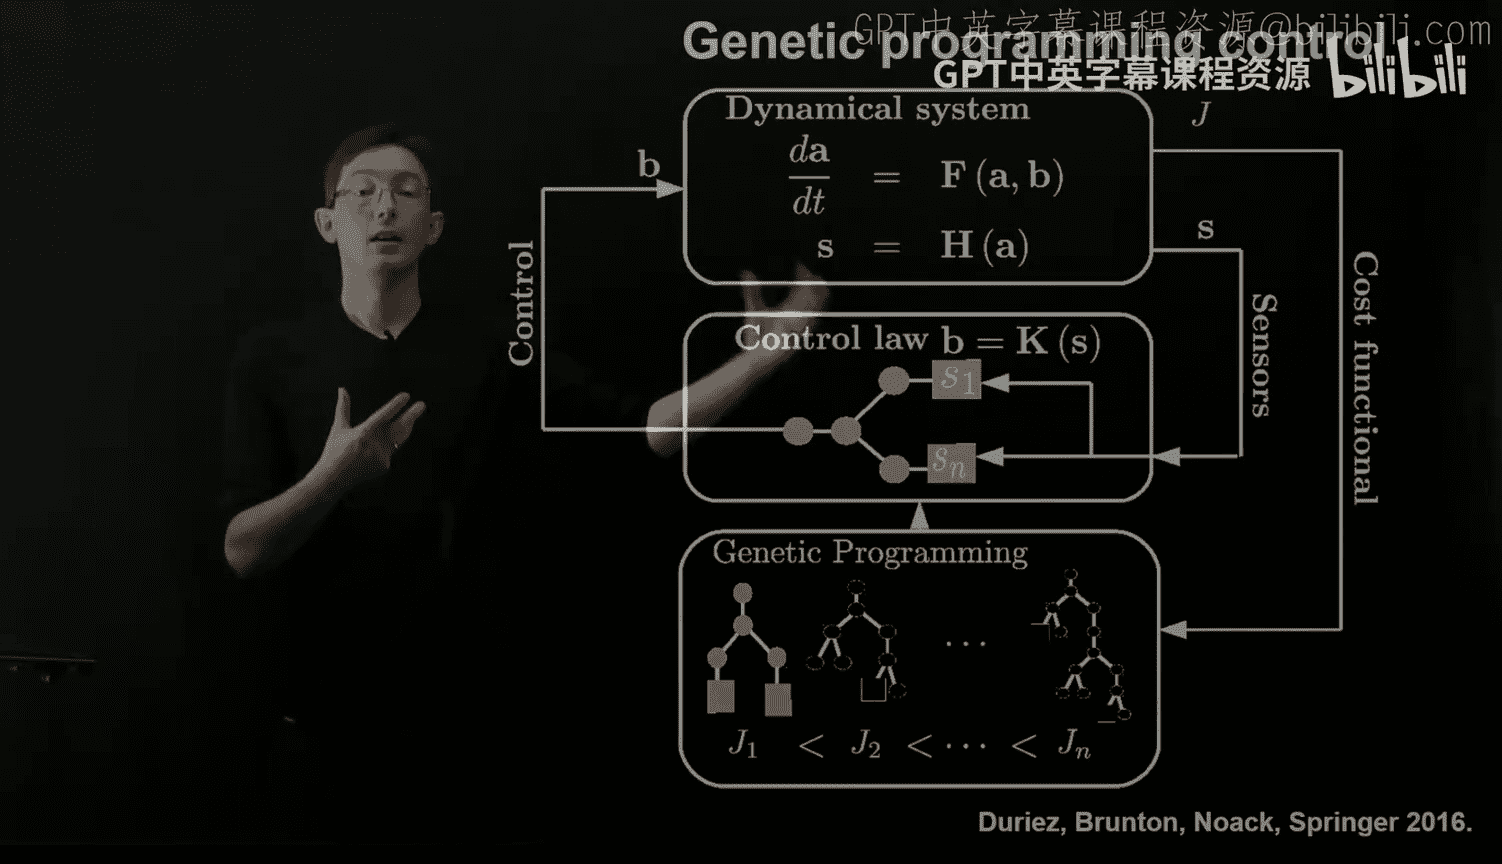 GPT中英字幕课程资源@bilibili.com
Genetic programming control
GPT中英字幕课程资源 bilibili
Dynamical system
J
b
da/dt = F (a, b)
s = H (a)
s
Control
Sensors
Cost functional
Control law b = K (s)
s₁
sₙ
Genetic Programming
...
J₁ < J₂ < ··· < Jₙ
Duriez, Brunton, Noack, Springer 2016.